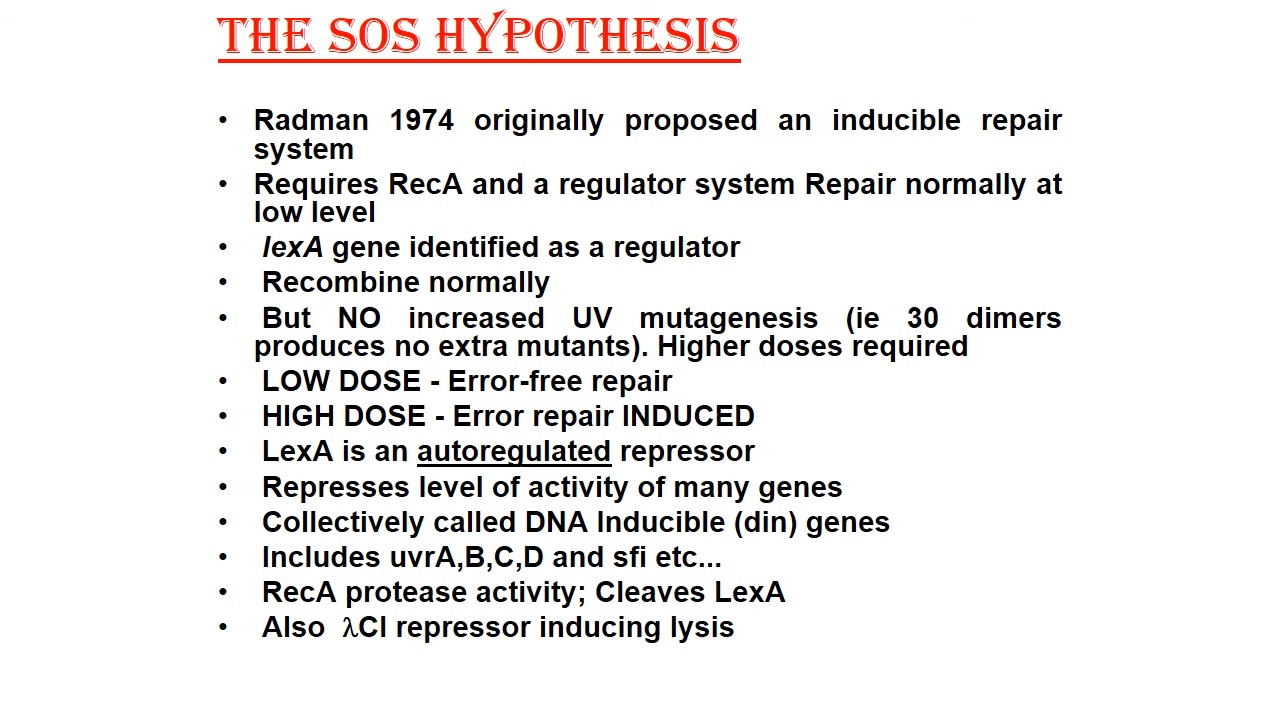 THE SOS HYPOTHESIS
• Radman 1974 originally proposed an inducible repair
system
• Requires RecA and a regulator system Repair normally at
low level
• lexA gene identified as a regulator
• Recombine normally
• But NO increased UV mutagenesis (ie 30 dimers
produces no extra mutants). Higher doses required
• LOW DOSE - Error-free repair
• HIGH DOSE - Error repair INDUCED
• LexA is an autoregulated repressor
• Represses level of activity of many genes
• Collectively called DNA Inducible (din) genes
• Includes uvrA,B,C,D and sfi etc...
• RecA protease activity; Cleaves LexA
• Also λCI repressor inducing lysis